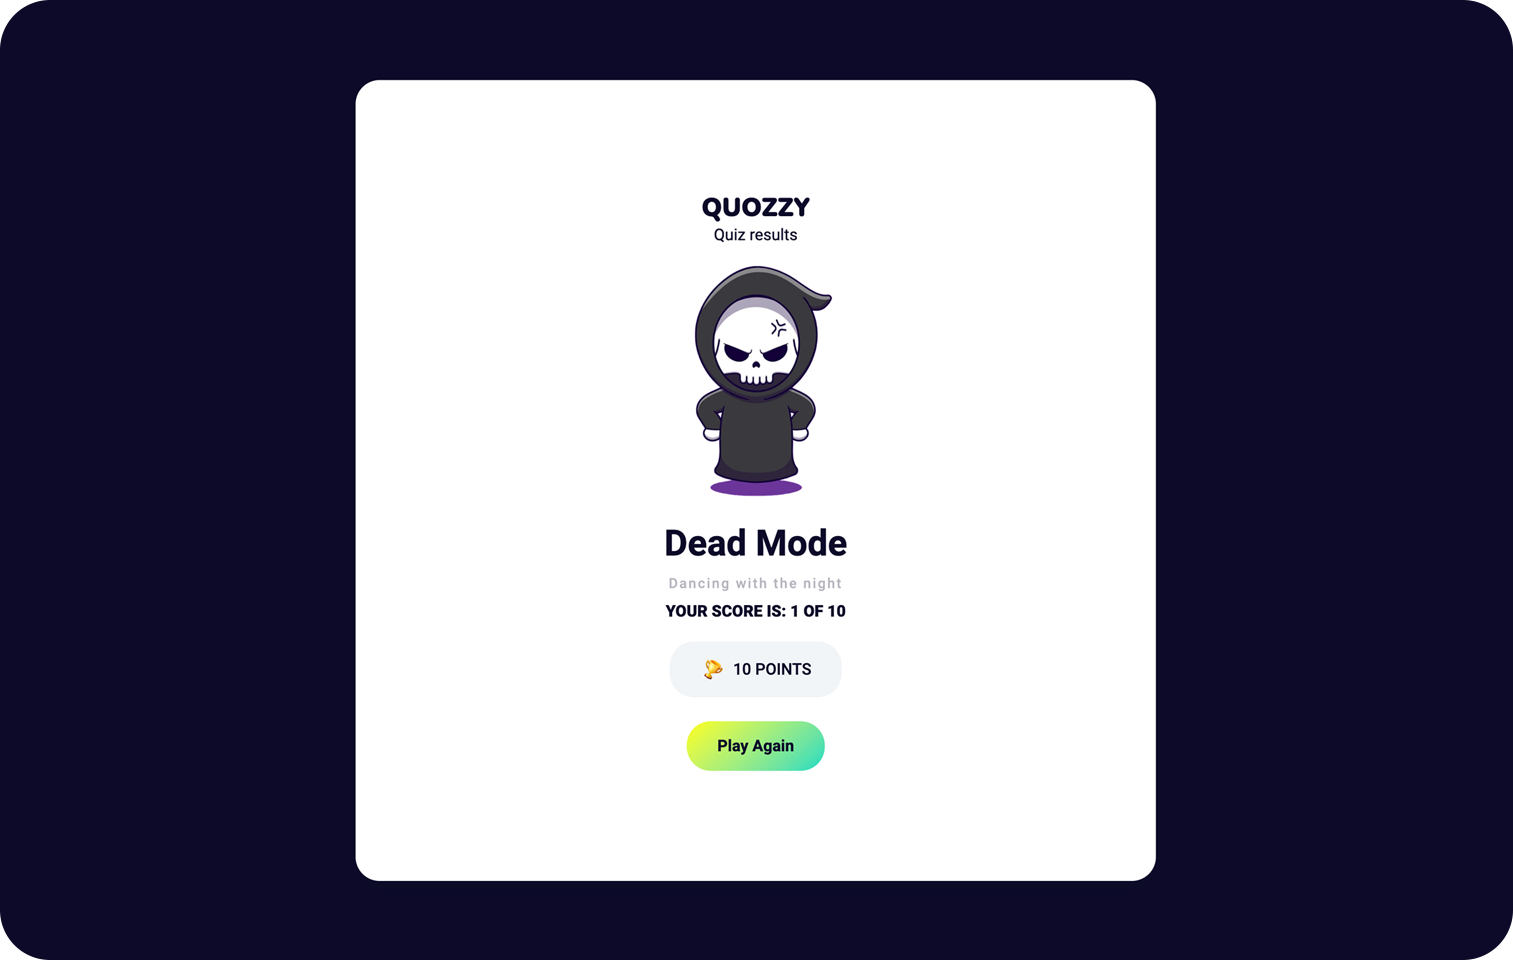 QUOZZY
Quiz results
Dead Mode
Dancing with the night
YOUR SCORE IS: 1 OF 10
10 POINTS
Play Again